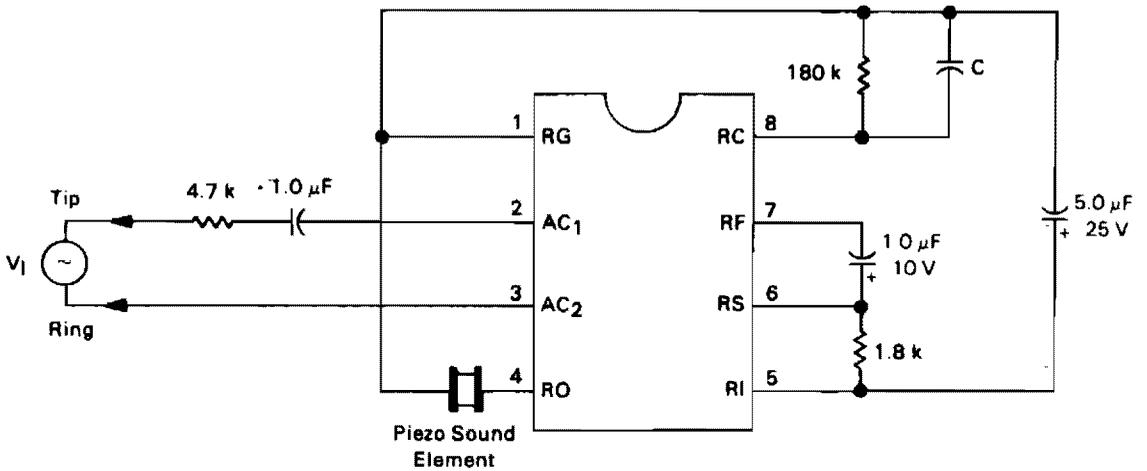 180 k
C
1
RG
RC
8
Tip
4.7 k
1.0 μF
2
AC1
RF
7
5.0 μF
25 V
VI
~
1 0 μF
10 V
+
+
3
AC2
RS
6
Ring
1.8 k
4
RO
RI
5
Piezo Sound
Element